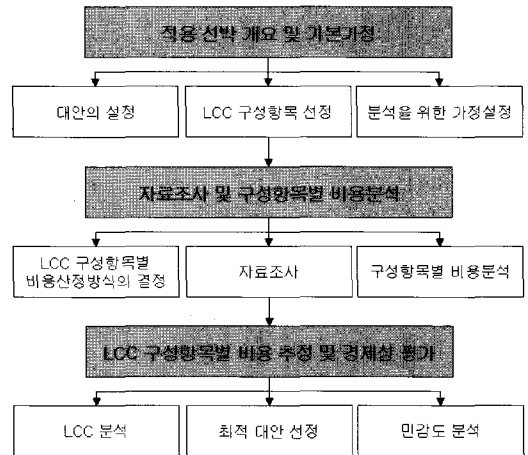 적용 선박 개요 및 기본가정
대안의 설정
LCC 구성항목 선정
분석을 위한 가정설정
자료조사 및 구성항목별 비용분석
LCC 구성항목별
비용산정방식의 결정
자료조사
구성항목별 비용분석
LCC 구성항목별 비용 추정 및 경제성 평가
LCC 분석
최적 대안 선정
민감도 분석